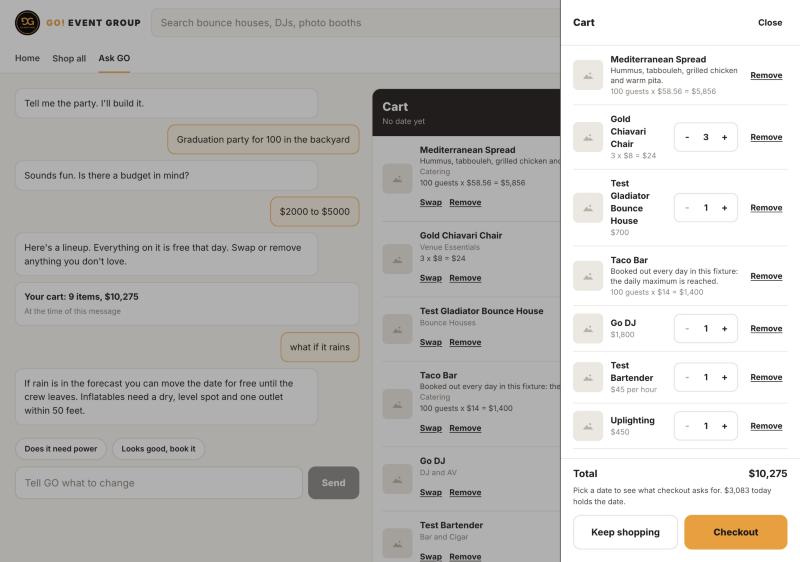 GO! EVENT GROUP
Search bounce houses, DJs, photo booths
Home
Shop all
Ask GO
Tell me the party. I'll build it.
Graduation party for 100 in the backyard
Sounds fun. Is there a budget in mind?
$2000 to $5000
Here's a lineup. Everything on it is free that day. Swap or remove
anything you don't love.
Your cart: 9 items, $10,275
At the time of this message
what if it rains
If rain is in the forecast you can move the date for free until the
crew leaves. Inflatables need a dry, level spot and one outlet
within 50 feet.
Does it need power
Looks good, book it
Tell GO what to change
Send
Cart
No date yet
Mediterranean Spread
Hummus, tabbouleh, grilled chicken and
Catering
100 guests x $58.56 = $5,856
Swap Remove
Gold Chiavari Chair
Venue Essentials
3 x $8 = $24
Swap Remove
Test Gladiator Bounce House
Bounce Houses
Swap Remove
Taco Bar
Booked out every day in this fixture: the
Catering
100 guests x $14 = $1,400
Swap Remove
Go DJ
DJ and AV
Swap Remove
Test Bartender
Bar and Cigar
Swap Remove
Cart
Close
Mediterranean Spread
Hummus, tabbouleh, grilled chicken
and warm pita.
100 guests x $58.56 = $5,856
Remove
Gold
Chiavari
Chair
3 x $8 = $24
- 3 +
Remove
Test
Gladiator
Bounce
House
$700
- 1 +
Remove
Taco Bar
Booked out every day in this fixture:
the daily maximum is reached.
100 guests x $14 = $1,400
Remove
Go DJ
$1,800
- 1 +
Remove
Test
Bartender
$45 per hour
- 1 +
Remove
Uplighting
$450
- 1 +
Remove
Total
$10,275
Pick a date to see what checkout asks for. $3,083 today
holds the date.
Keep shopping
Checkout